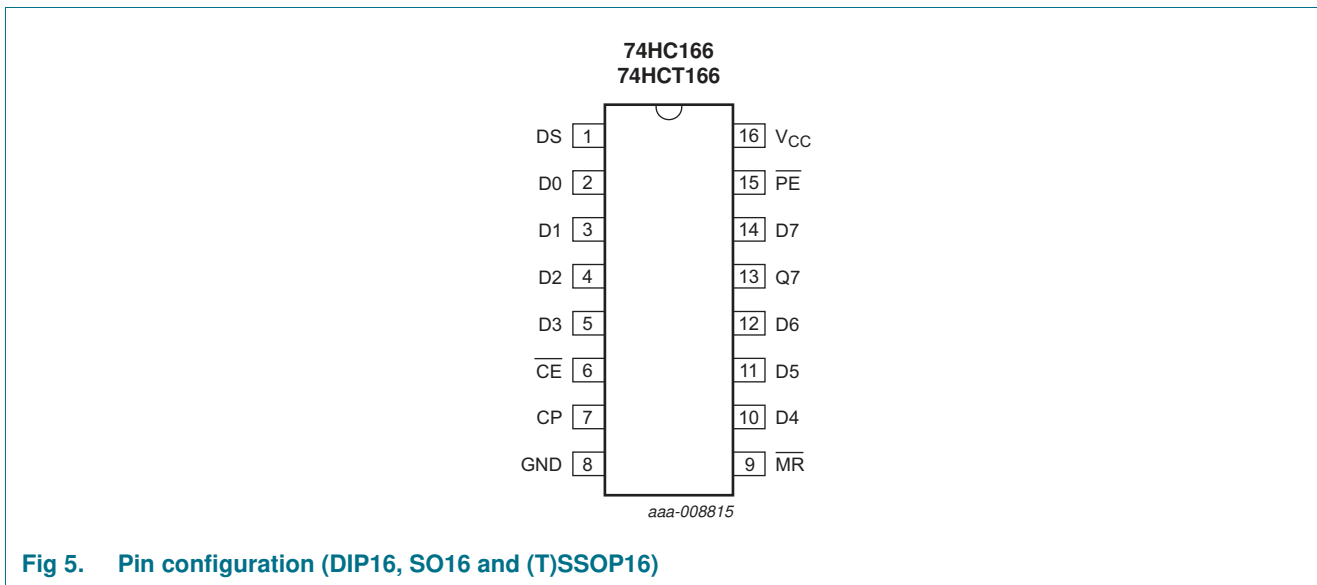 74HC166
74HCT166
DS 1 16 VCC
D0 2 15 PE
D1 3 14 D7
D2 4 13 Q7
D3 5 12 D6
CE 6 11 D5
CP 7 10 D4
GND 8 9 MR
aaa-008815
Fig 5. Pin configuration (DIP16, SO16 and (T)SSOP16)